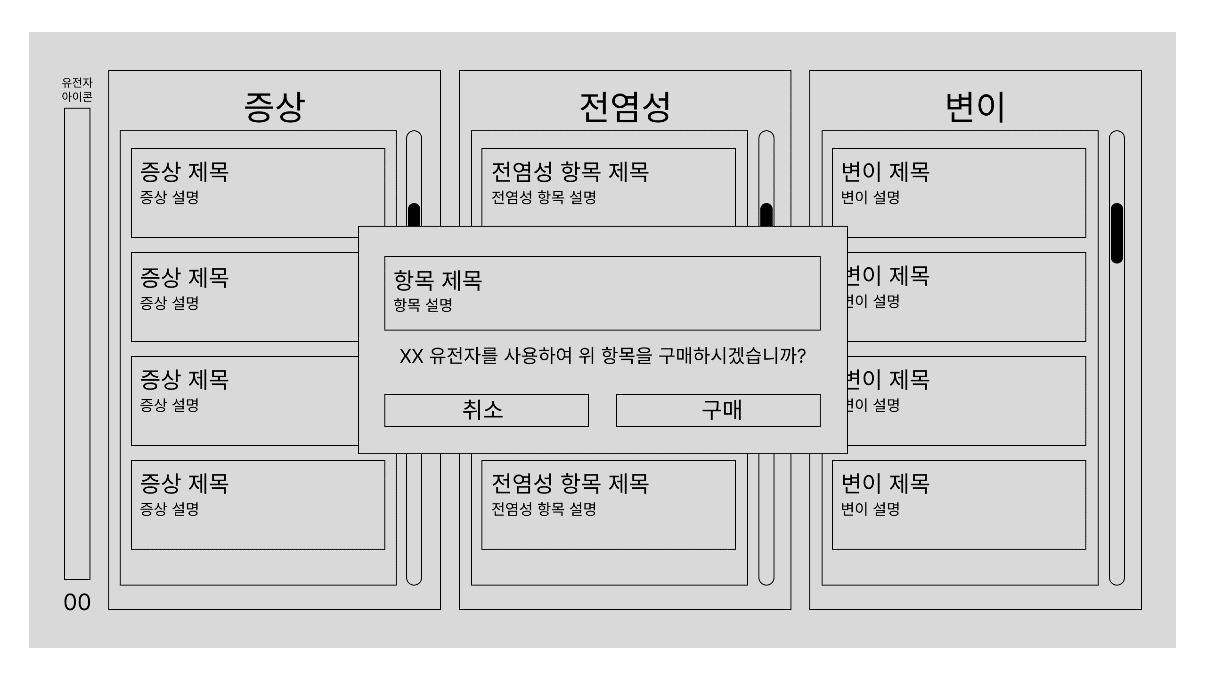 유전자
아이콘
00
증상
증상 제목
증상 설명
증상 제목
증상 설명
증상 제목
증상 설명
증상 제목
증상 설명
전염성
전염성 항목 제목
전염성 항목 설명
전염성 항목 제목
전염성 항목 설명
변이
변이 제목
변이 설명
변이 제목
변이 설명
변이 제목
변이 설명
변이 제목
변이 설명
항목 제목
항목 설명
XX 유전자를 사용하여 위 항목을 구매하시겠습니까?
취소
구매